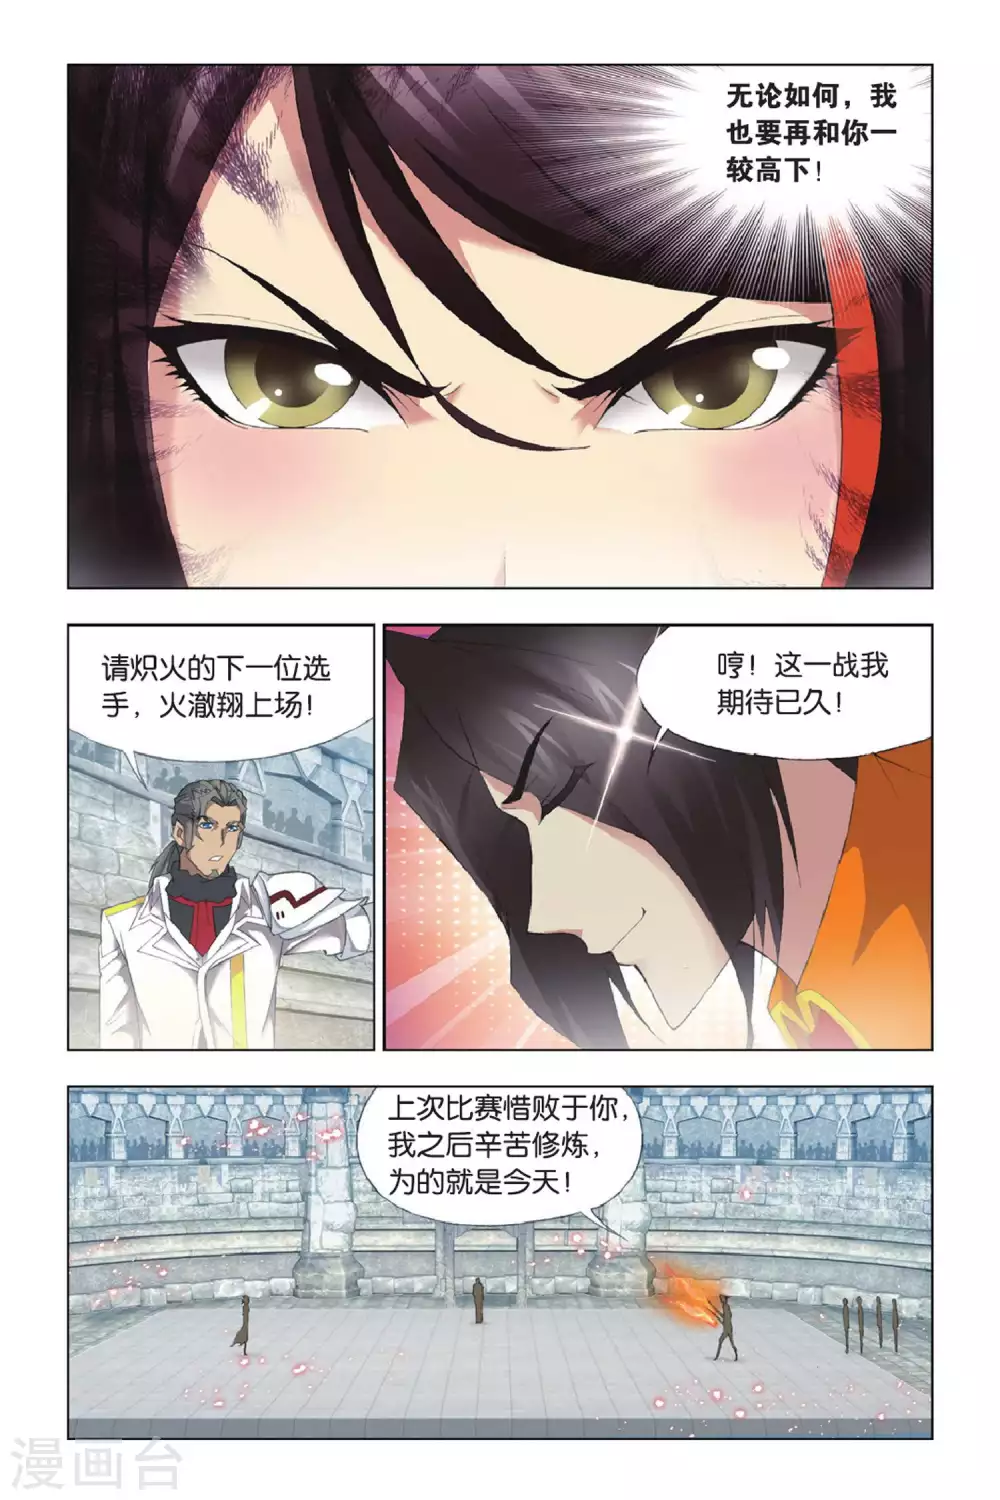 无论如何，我
也要再和你一
较高下！
请炽火的下一位选
手，火澈翔上场！
哼！这一战我
期待已久！
上次比赛惜败于你，
我之后辛苦修炼，
为的就是今天！
漫画台